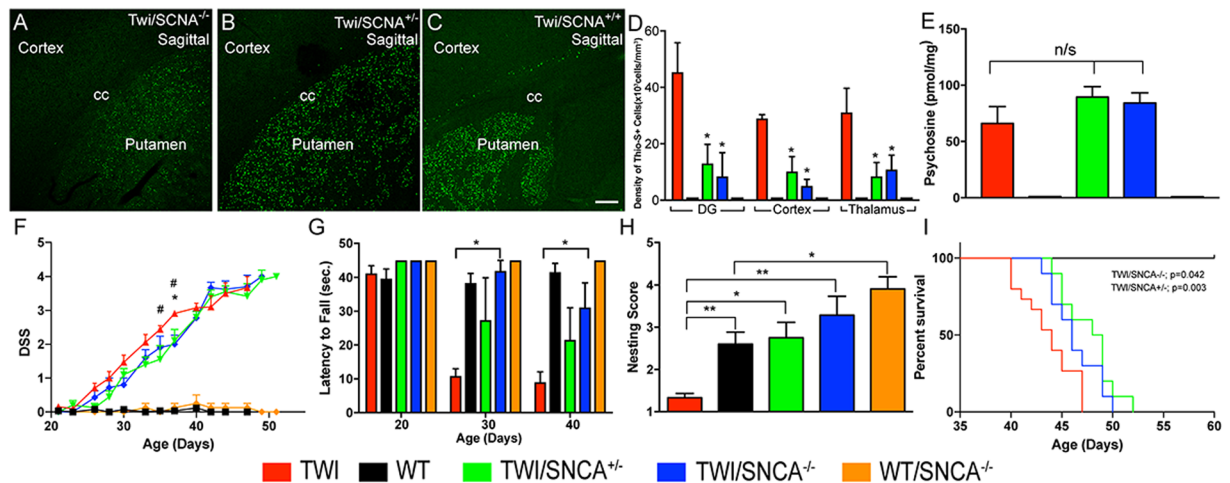 A
Twi/SCNA-/-
Sagittal
Cortex
cc
Putamen
B
Twi/SCNA+/-
Sagittal
Cortex
cc
Putamen
C
Twi/SCNA+/+
Sagittal
Cortex
cc
Putamen
D
Density of Thio-S+ Cells(x10³cells/mm³)
60
40
20
0
* *
* *
* *
DG Cortex Thalamus
E
Psychosine (pmol/mg)
150
100
50
0
n/s
F
DSS
5
4
3
2
1
0
#
#
*
20 30 40 50
Age (Days)
G
Latency to Fall (sec.)
50
40
30
20
10
0
*
*
20 30 40
Age (Days)
H
Nesting Score
5
4
3
2
1
*
**
*
**
I
Percent survival
100
50
0
TWI/SNCA-/-; p=0.042
TWI/SNCA+/-; p=0.003
35 40 45 50 55 60
Age (Days)
TWI WT TWI/SNCA+/- TWI/SNCA-/- WT/SNCA-/-